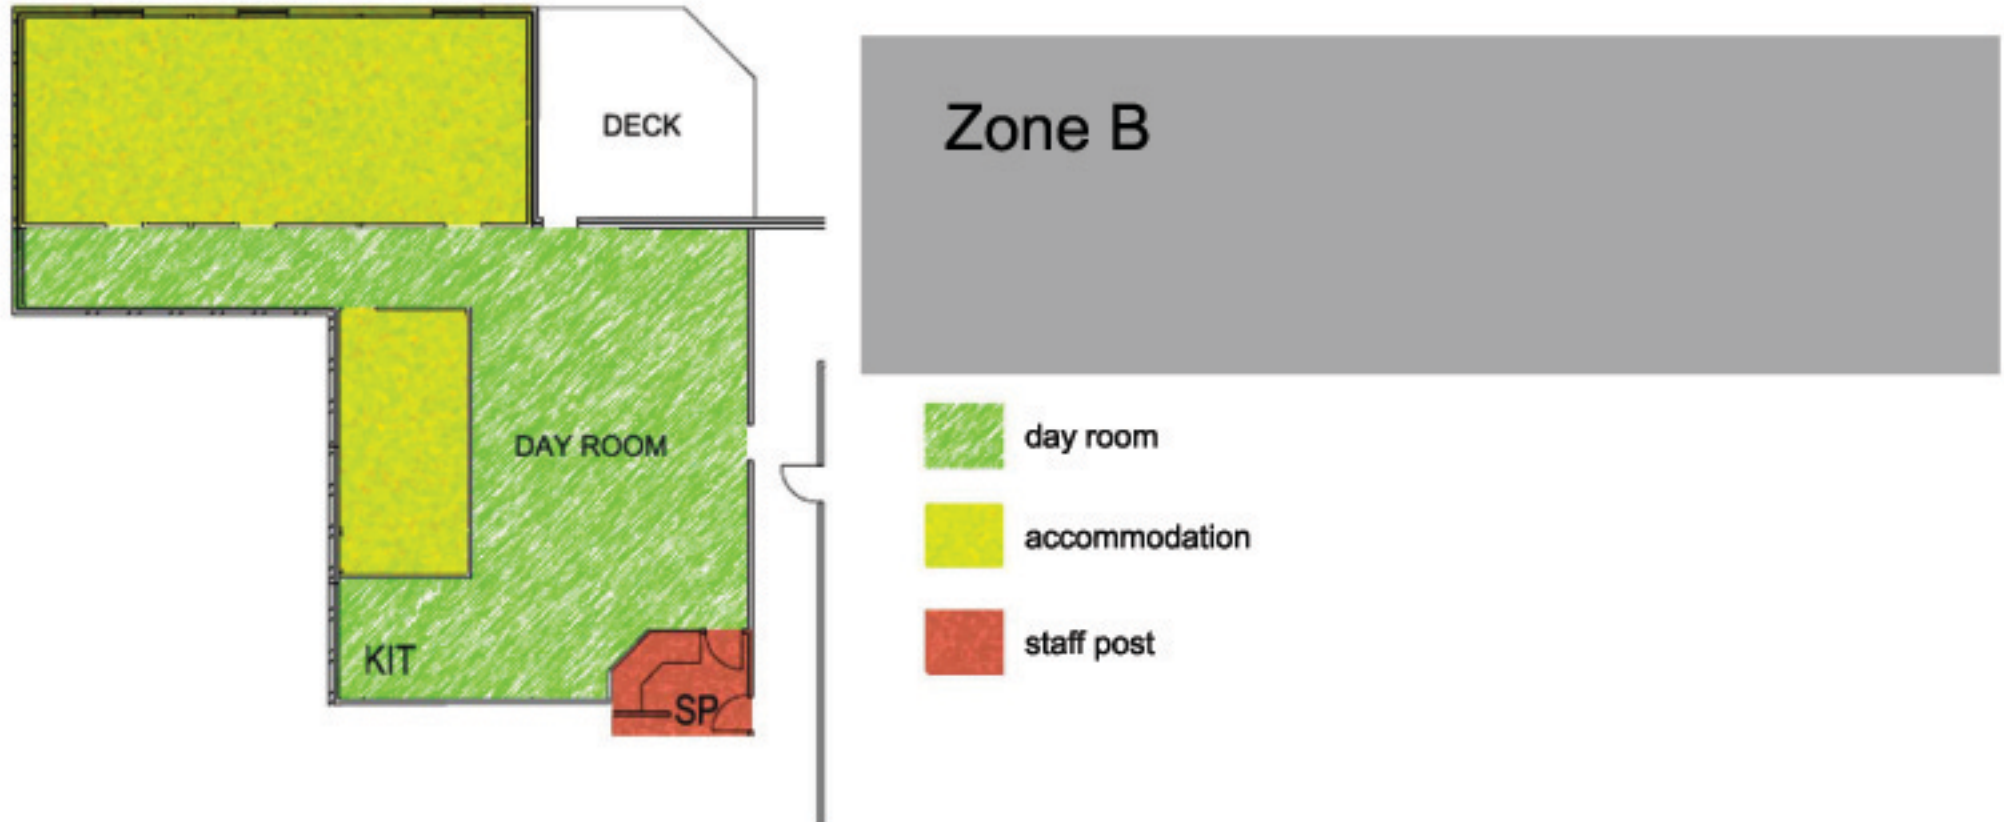 DECK
Zone B
DAY ROOM
day room
accommodation
KIT
staff post
SP